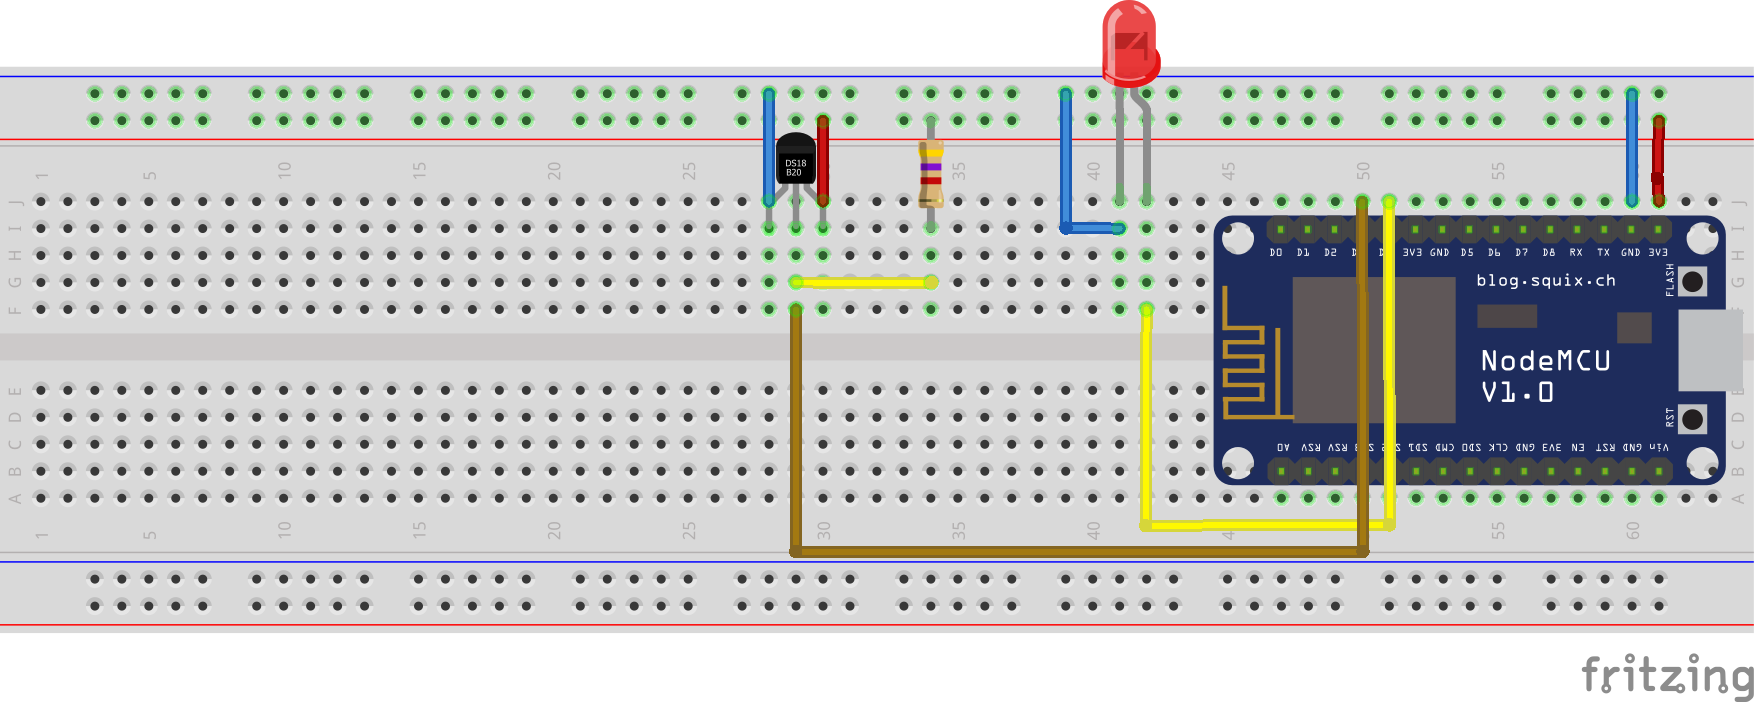 1 5 10 15 20 25 30 35 40 45 50 55 60
J
I
H
G
F
E
D
C
B
A
DS18
B20
D0 D1 D2 3V3 GND D5 D6 D7 D8 RX TX GND 3V3
blog.squix.ch
FLASH
NodeMCU
V1.0
RST
A0 RSV RSV SD1 CMD SD0 CLK GND 3V3 EN RST GND Vin
J
I
H
G
D
C
B
A
1 5 10 15 20 25 30 35 40 4 55 60
fritzing